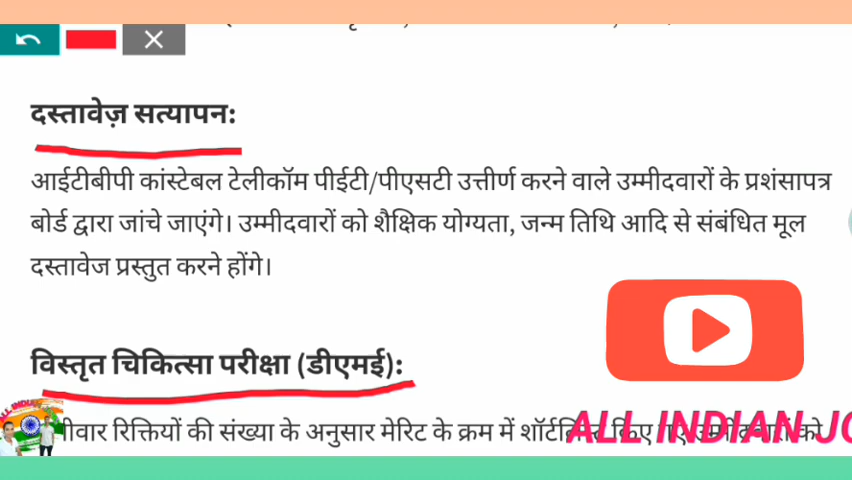 दस्तावेज़ सत्यापन:
आईटीबीपी कांस्टेबल टेलीकॉम पीईटी/पीएसटी उत्तीर्ण करने वाले उम्मीदवारों के प्रशंसापत्र
बोर्ड द्वारा जांचे जाएंगे। उम्मीदवारों को शैक्षिक योग्यता, जन्म तिथि आदि से संबंधित मूल
दस्तावेज प्रस्तुत करने होंगे।
विस्तृत चिकित्सा परीक्षा (डीएमई):
रिक्तियों की संख्या के अनुसार मेरिट के क्रम में को
ALL INDIAN